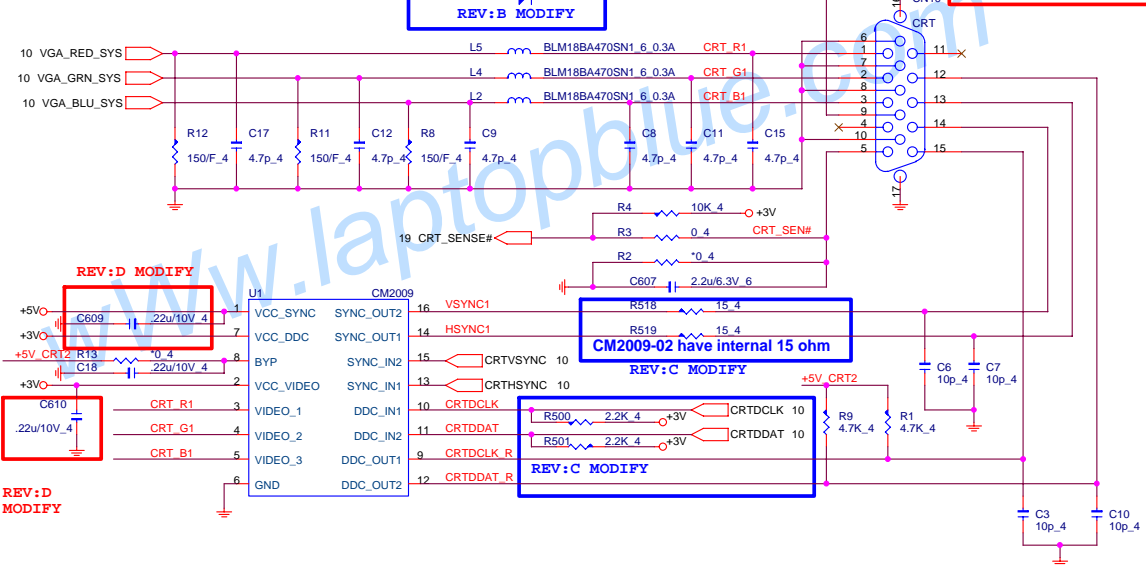 REV:B MODIFY
CRT
10 VGA_RED_SYS
L5 BLM18BA470SN1_6_0.3A CRT_R1
10 VGA_GRN_SYS
L4 BLM18BA470SN1_6_0.3A CRT_G1
10 VGA_BLU_SYS
L2 BLM18BA470SN1_6_0.3A CRT_B1
6
1
7
2
8
3
9
4
10
5
11
12
13
14
15
17
R12 150/F_4
C17 4.7p_4
R11 150/F_4
C12 4.7p_4
R8 150/F_4
C9 4.7p_4
C8 4.7p_4
C11 4.7p_4
C15 4.7p_4
www.laptopblue.com
R4 10K_4 +3V
19 CRT_SENSE# R3 0_4 CRT_SEN#
R2 *0_4
C607 2.2u/6.3V_6
REV:D MODIFY
U1 CM2009
+5V
C609 .22u/10V_4
+3V
+5V_CRT2 R13 *0_4
C18 .22u/10V_4
+3V
C610
.22u/10V_4
REV:D
MODIFY
CRT_R1
CRT_G1
CRT_B1
1 VCC_SYNC SYNC_OUT2 16 VSYNC1
7 VCC_DDC SYNC_OUT1 14 HSYNC1
8 BYP SYNC_IN2 15 CRTVSYNC 10
2 VCC_VIDEO SYNC_IN1 13 CRTHSYNC 10
3 VIDEO_1 DDC_IN1 10 CRTDCLK
4 VIDEO_2 DDC_IN2 11 CRTDDAT
5 VIDEO_3 DDC_OUT1 9 CRTDCLK_R
6 GND DDC_OUT2 12 CRTDDAT_R
R518 15_4
R519 15_4
CM2009-02 have internal 15 ohm
REV:C MODIFY
R500 2.2K_4 +3V CRTDCLK 10
R501 2.2K_4 +3V CRTDDAT 10
REV:C MODIFY
+5V_CRT2
R9 4.7K_4
R1 4.7K_4
C6 10p_4
C7 10p_4
C3 10p_4
C10 10p_4